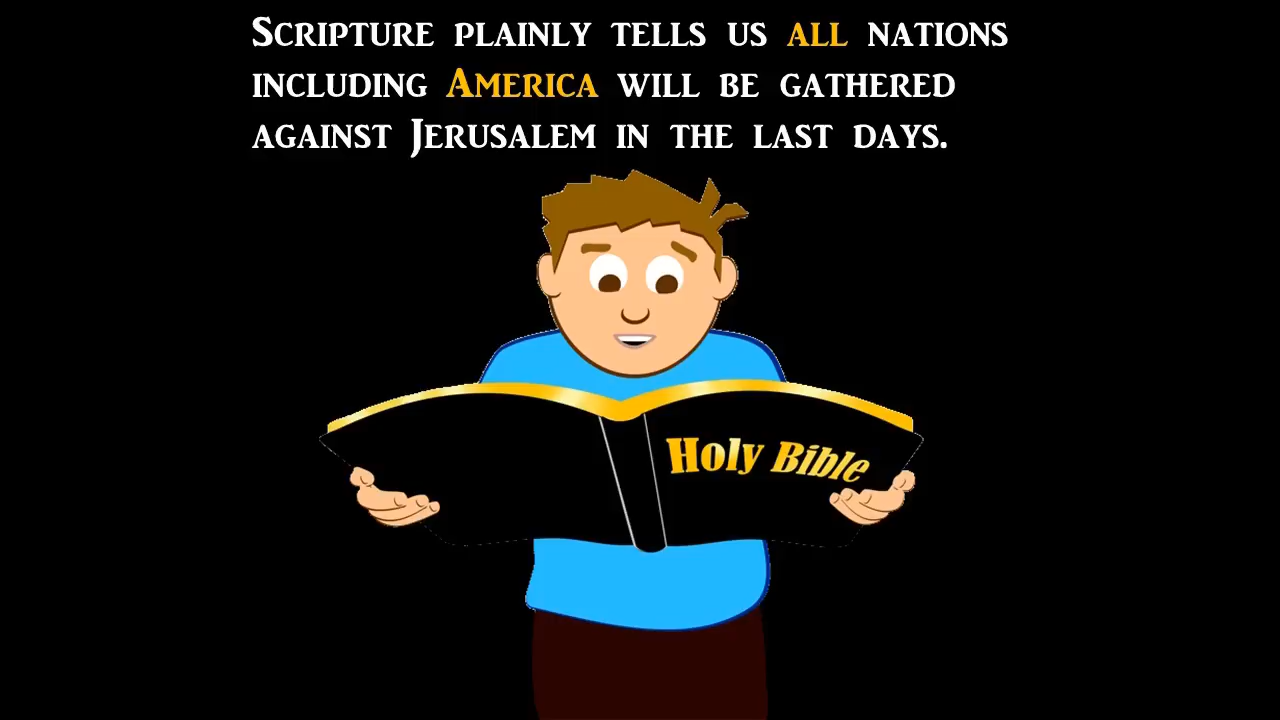 Scripture plainly tells us all nations
including America will be gathered
against Jerusalem in the last days.
Holy Bible